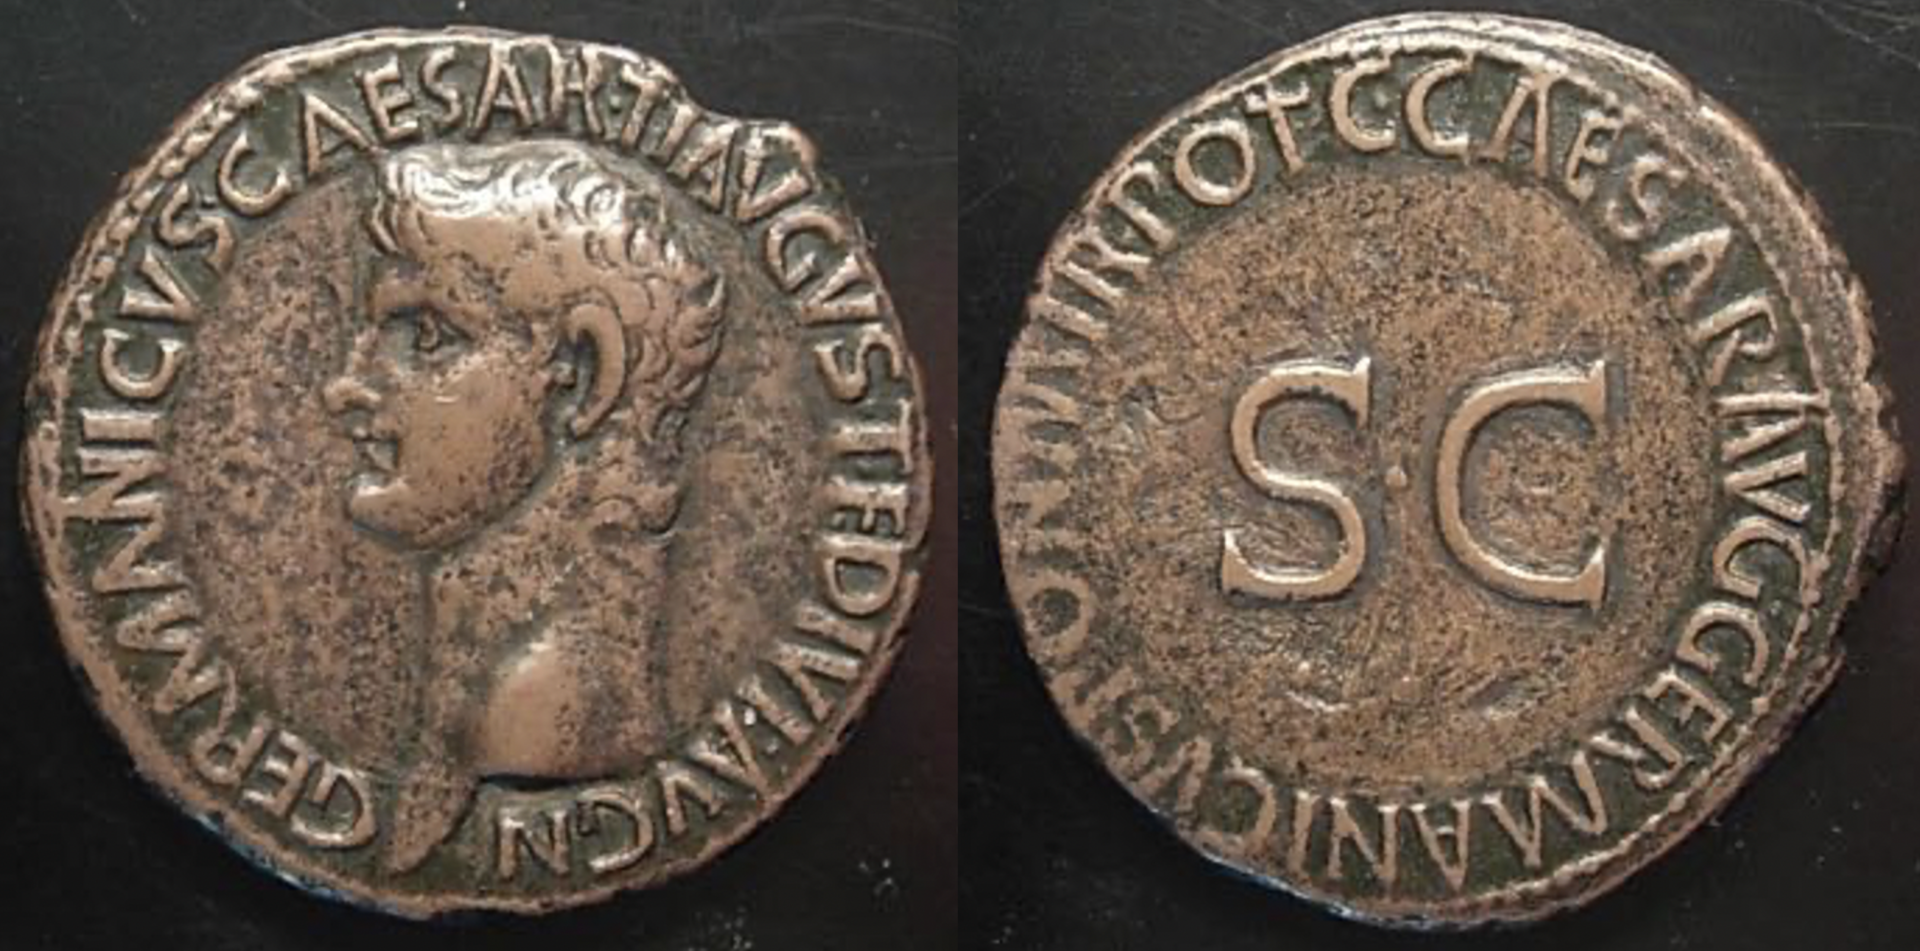 GERMANICVS CAESAR·TI AVGVST F DIVI·AVG N
C·CAESAR AVG GERMANICVS PON M TR POT
S·C